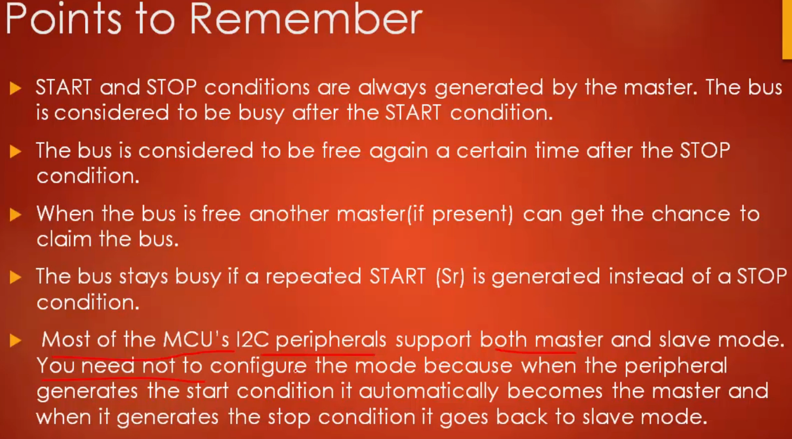 Points to Remember
START and STOP conditions are always generated by the master. The bus
is considered to be busy after the START condition.
The bus is considered to be free again a certain time after the STOP
condition.
When the bus is free another master(if present) can get the chance to
claim the bus.
The bus stays busy if a repeated START (Sr) is generated instead of a STOP
condition.
Most of the MCU's I2C peripherals support both master and slave mode.
You need not to configure the mode because when the peripheral
generates the start condition it automatically becomes the master and
when it generates the stop condition it goes back to slave mode.